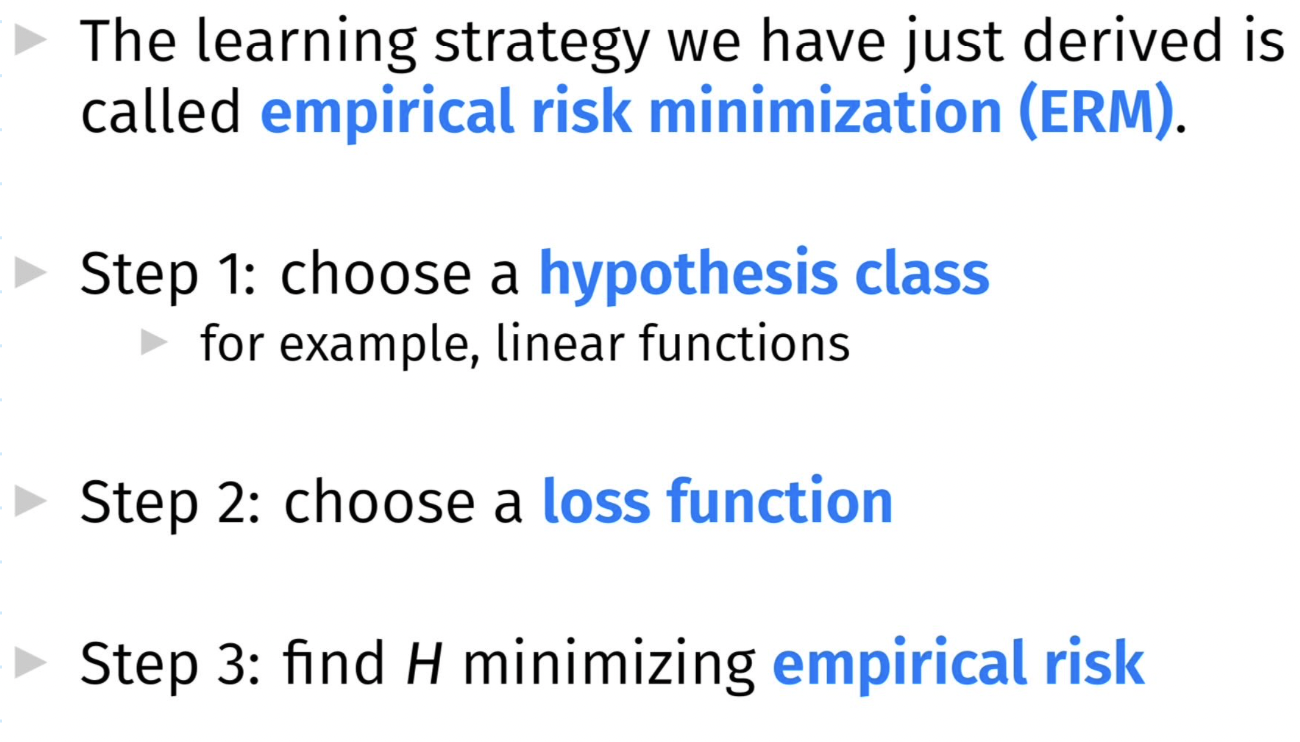 The learning strategy we have just derived is
called empirical risk minimization (ERM).
Step 1: choose a hypothesis class
for example, linear functions
Step 2: choose a loss function
Step 3: find H minimizing empirical risk